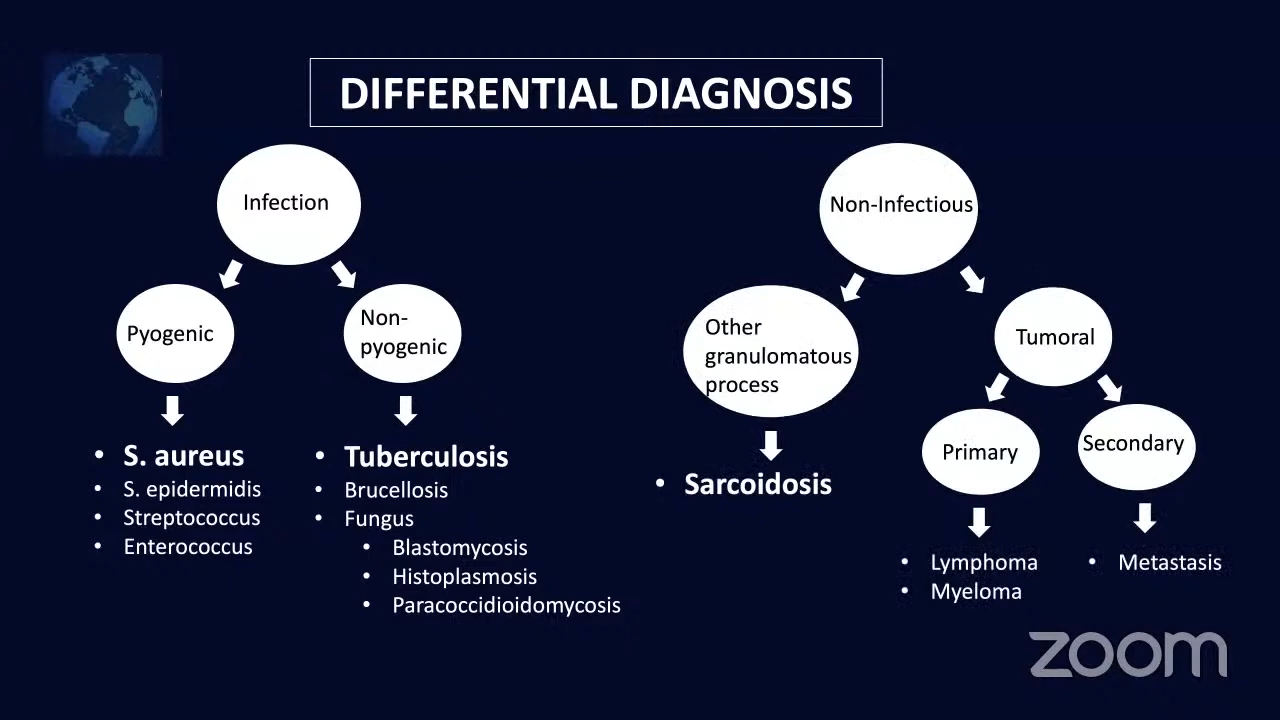 DIFFERENTIAL DIAGNOSIS
Infection
Pyogenic
• S. aureus
• S. epidermidis
• Streptococcus
• Enterococcus
Non-
pyogenic
• Tuberculosis
• Brucellosis
• Fungus
• Blastomycosis
• Histoplasmosis
• Paracoccidioidomycosis
Non-Infectious
Other
granulomatous
process
• Sarcoidosis
Tumoral
Primary
• Lymphoma
• Myeloma
Secondary
• Metastasis
zoom